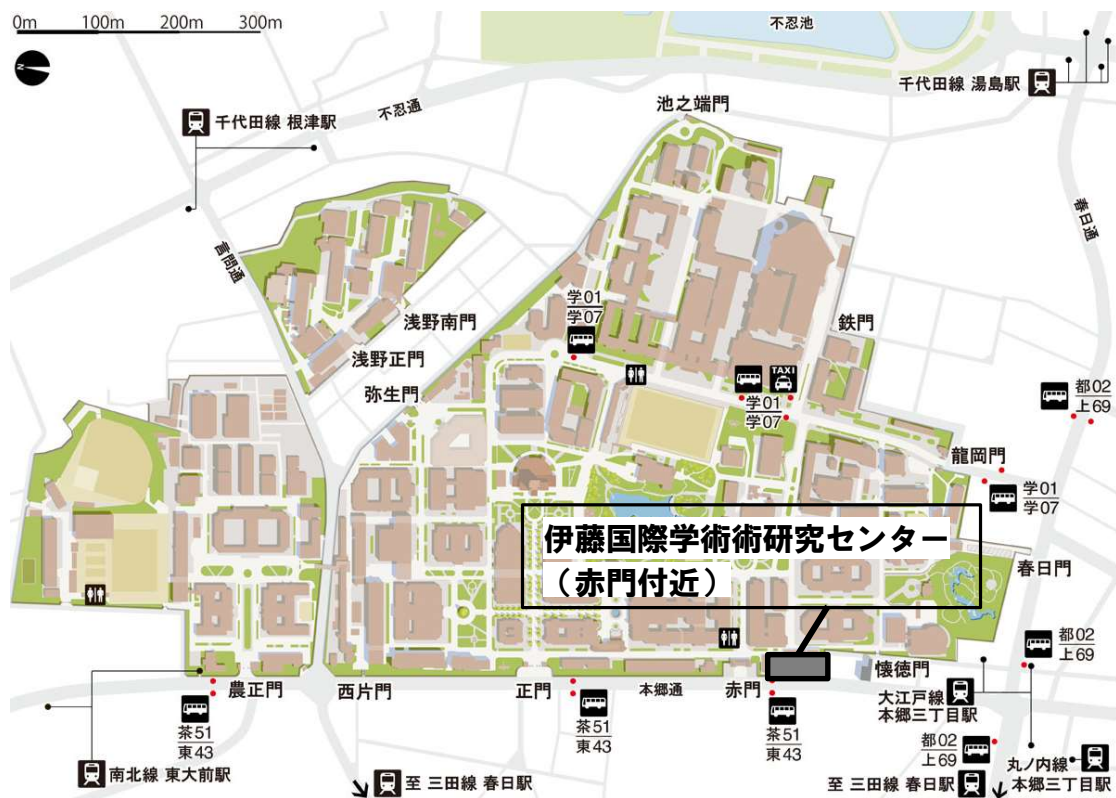 0m 100m 200m 300m
N
不忍池
千代田線 湯島駅
池之端門
不忍通
千代田線 根津駅
春日通
言問通
学01
学07
浅野南門
鉄門
浅野正門
TAXI
弥生門
学01
学07
都02
上69
龍岡門
学01
学07
伊藤国際学術術研究センター
（赤門付近）
春日門
都02
上69
懐徳門
農正門
西片門
正門
本郷通
赤門
大江戸線
本郷三丁目駅
茶51
東43
茶51
東43
茶51
東43
都02
上69
南北線 東大前駅
至 三田線 春日駅
至 三田線 春日駅
丸ノ内線
本郷三丁目駅